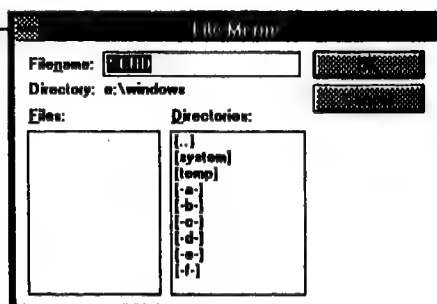 File Menu
Filename:
Directory: e:\windows
Files: Directories:
[..]
[system]
[temp]
[-a-]
[-b-]
[-c-]
[-d-]
[-e-]
[-f-]